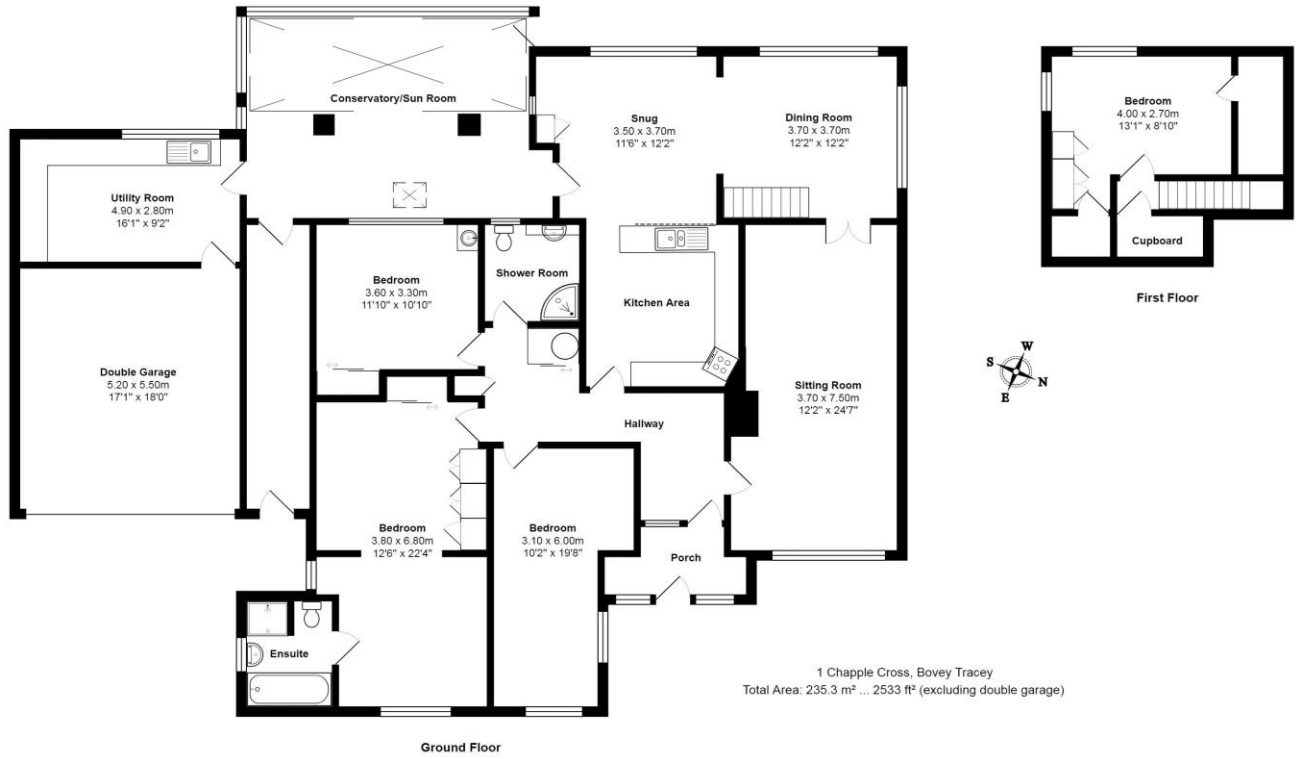 Conservatory/Sun Room
Snug
3.50 x 3.70m
11'6" x 12'2"
Dining Room
3.70 x 3.70m
12'2" x 12'2"
Bedroom
4.00 x 2.70m
13'1" x 8'10"
Utility Room
4.90 x 2.80m
16'1" x 9'2"
Cupboard
Bedroom
3.60 x 3.30m
11'10" x 10'10"
Shower Room
Kitchen Area
First Floor
Double Garage
5.20 x 5.50m
17'1" x 18'0"
Sitting Room
3.70 x 7.50m
12'2" x 24'7"
W
S
N
E
Hallway
Bedroom
3.80 x 6.80m
12'6" x 22'4"
Bedroom
3.10 x 6.00m
10'2" x 19'8"
Porch
Ensuite
1 Chapple Cross, Bovey Tracey
Total Area: 235.3 m² ... 2533 ft² (excluding double garage)
Ground Floor